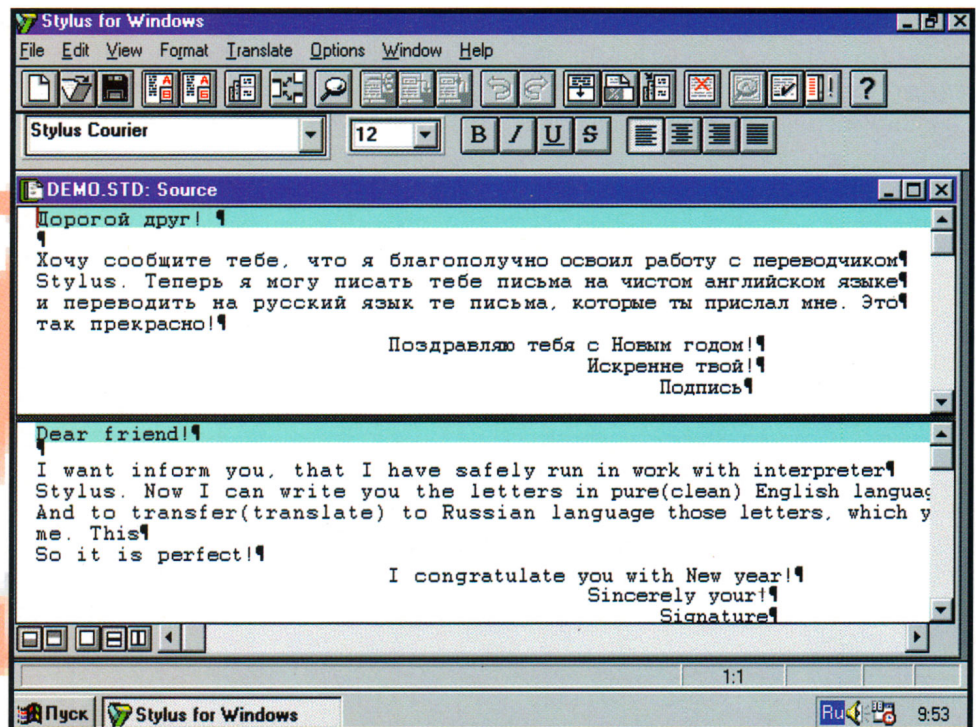 Stylus for Windows
File Edit View Format Translate Options Window Help
Stylus Courier 12 B I U S
DEMO.STD: Source
Дорогой друг! ¶
¶
Хочу сообщите тебе, что я благополучно освоил работу с переводчиком¶
Stylus. Теперь я могу писать тебе письма на чистом английском языке¶
и переводить на русский язык те письма, которые ты прислал мне. Это¶
так прекрасно!¶
Поздравляю тебя с Новым годом!¶
Искренне твой!¶
Подпись¶
Dear friend!¶
¶
I want inform you, that I have safely run in work with interpreter¶
Stylus. Now I can write you the letters in pure(clean) English languag
And to transfer(translate) to Russian language those letters, which y
me. This¶
So it is perfect!¶
I congratulate you with New year!¶
Sincerely your!¶
Signature¶
1:1
Пуск Stylus for Windows Ru 9:53